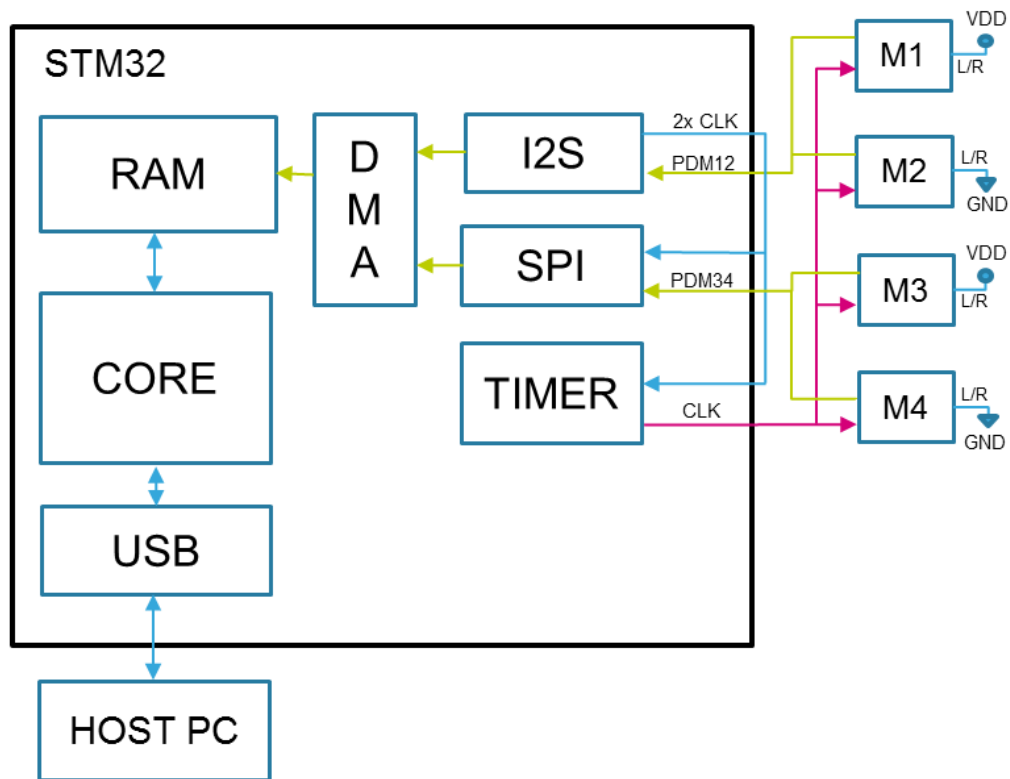 STM32
RAM
D
M
A
I2S
2x CLK
PDM12
SPI
PDM34
CORE
TIMER
CLK
USB
HOST PC
M1
VDD
L/R
M2
L/R
GND
M3
VDD
L/R
M4
L/R
GND